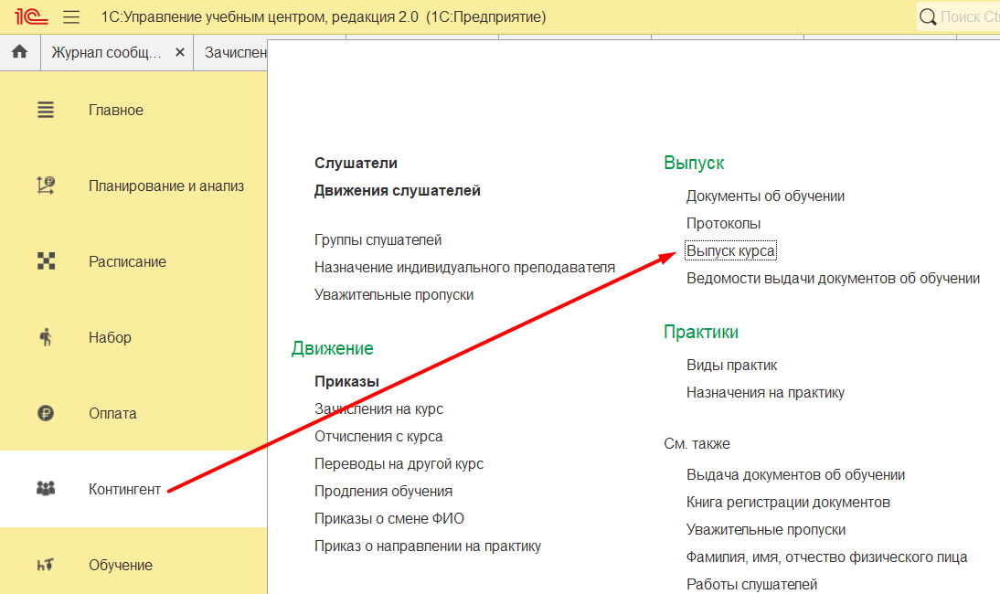 1С:Управление учебным центром, редакция 2.0 (1С:Предприятие)
Поиск Ct
Журнал сообщ...
Зачислен
Главное
Планирование и анализ
Расписание
Набор
Оплата
Контингент
Обучение
Слушатели
Движения слушателей
Группы слушателей
Назначение индивидуального преподавателя
Уважительные пропуски
Движение
Приказы
Зачисления на курс
Отчисления с курса
Переводы на другой курс
Продления обучения
Приказы о смене ФИО
Приказ о направлении на практику
Выпуск
Документы об обучении
Протоколы
Выпуск курса
Ведомости выдачи документов об обучении
Практики
Виды практик
Назначения на практику
См. также
Выдача документов об обучении
Книга регистрации документов
Уважительные пропуски
Фамилия, имя, отчество физического лица
Работы слушателей